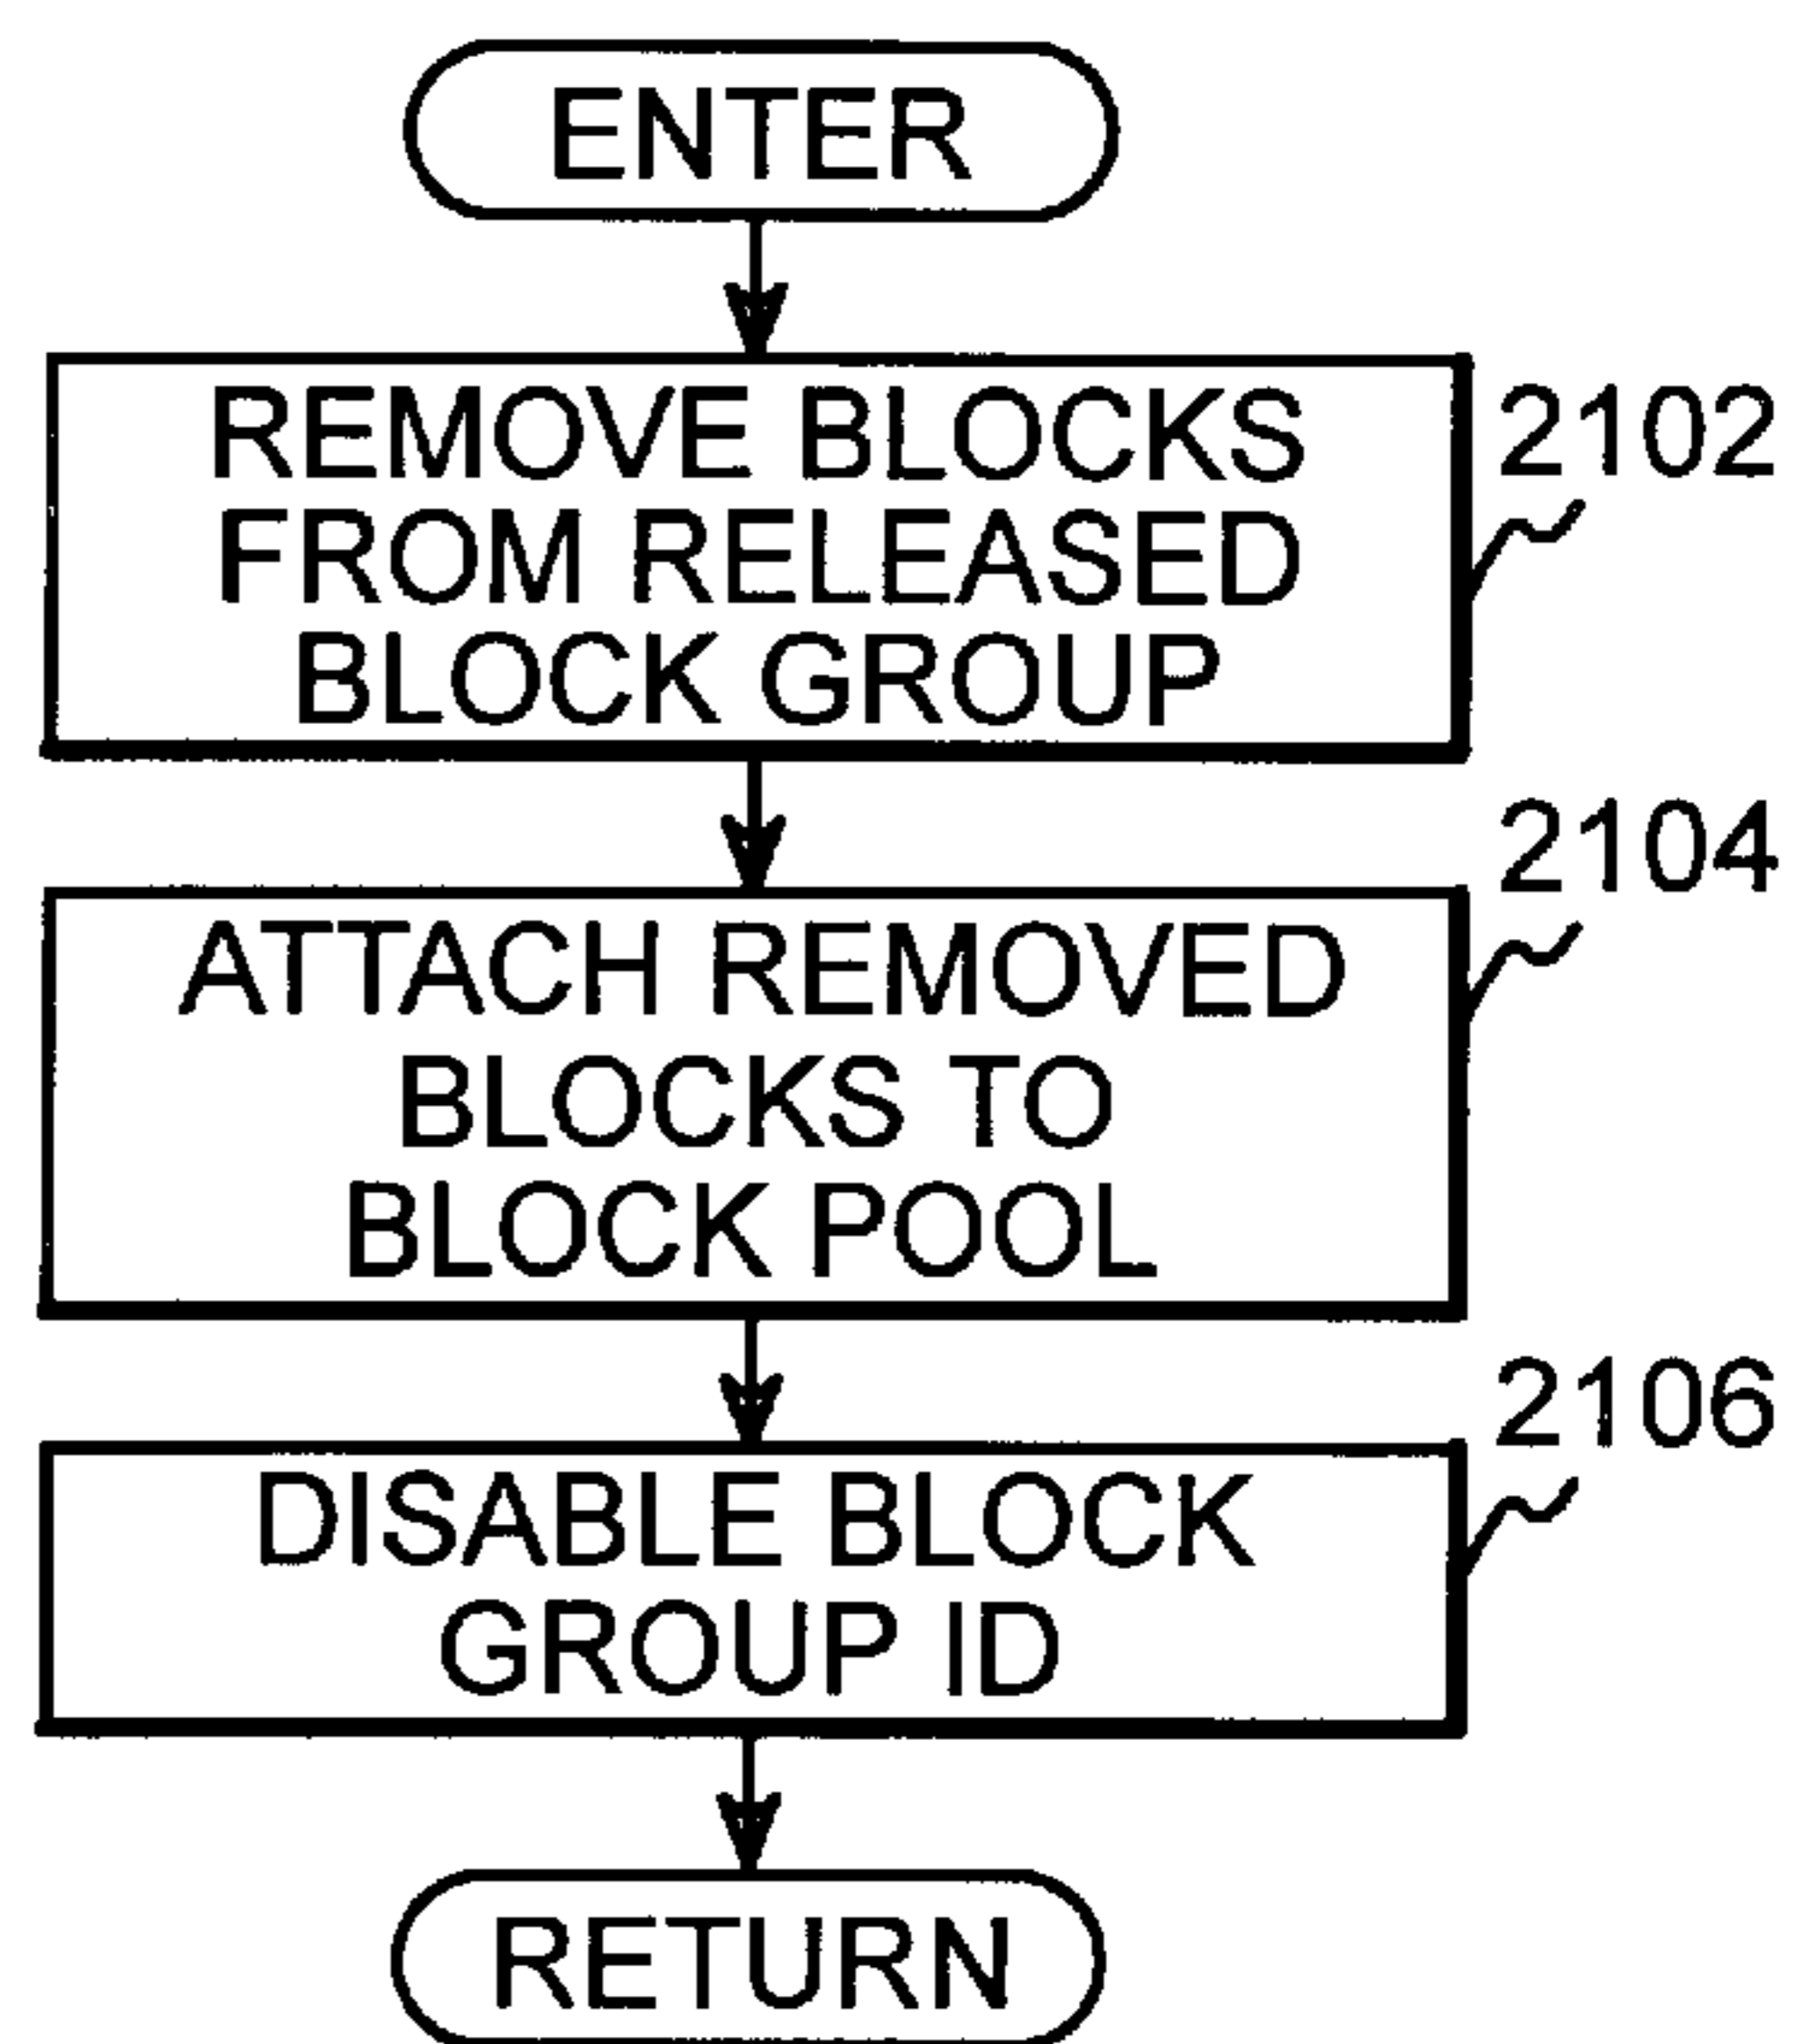 ENTER
REMOVE BLOCKS
FROM RELEASED
BLOCK GROUP
2102
ATTACH REMOVED
BLOCKS TO
BLOCK POOL
2104
DISABLE BLOCK
GROUP ID
2106
RETURN